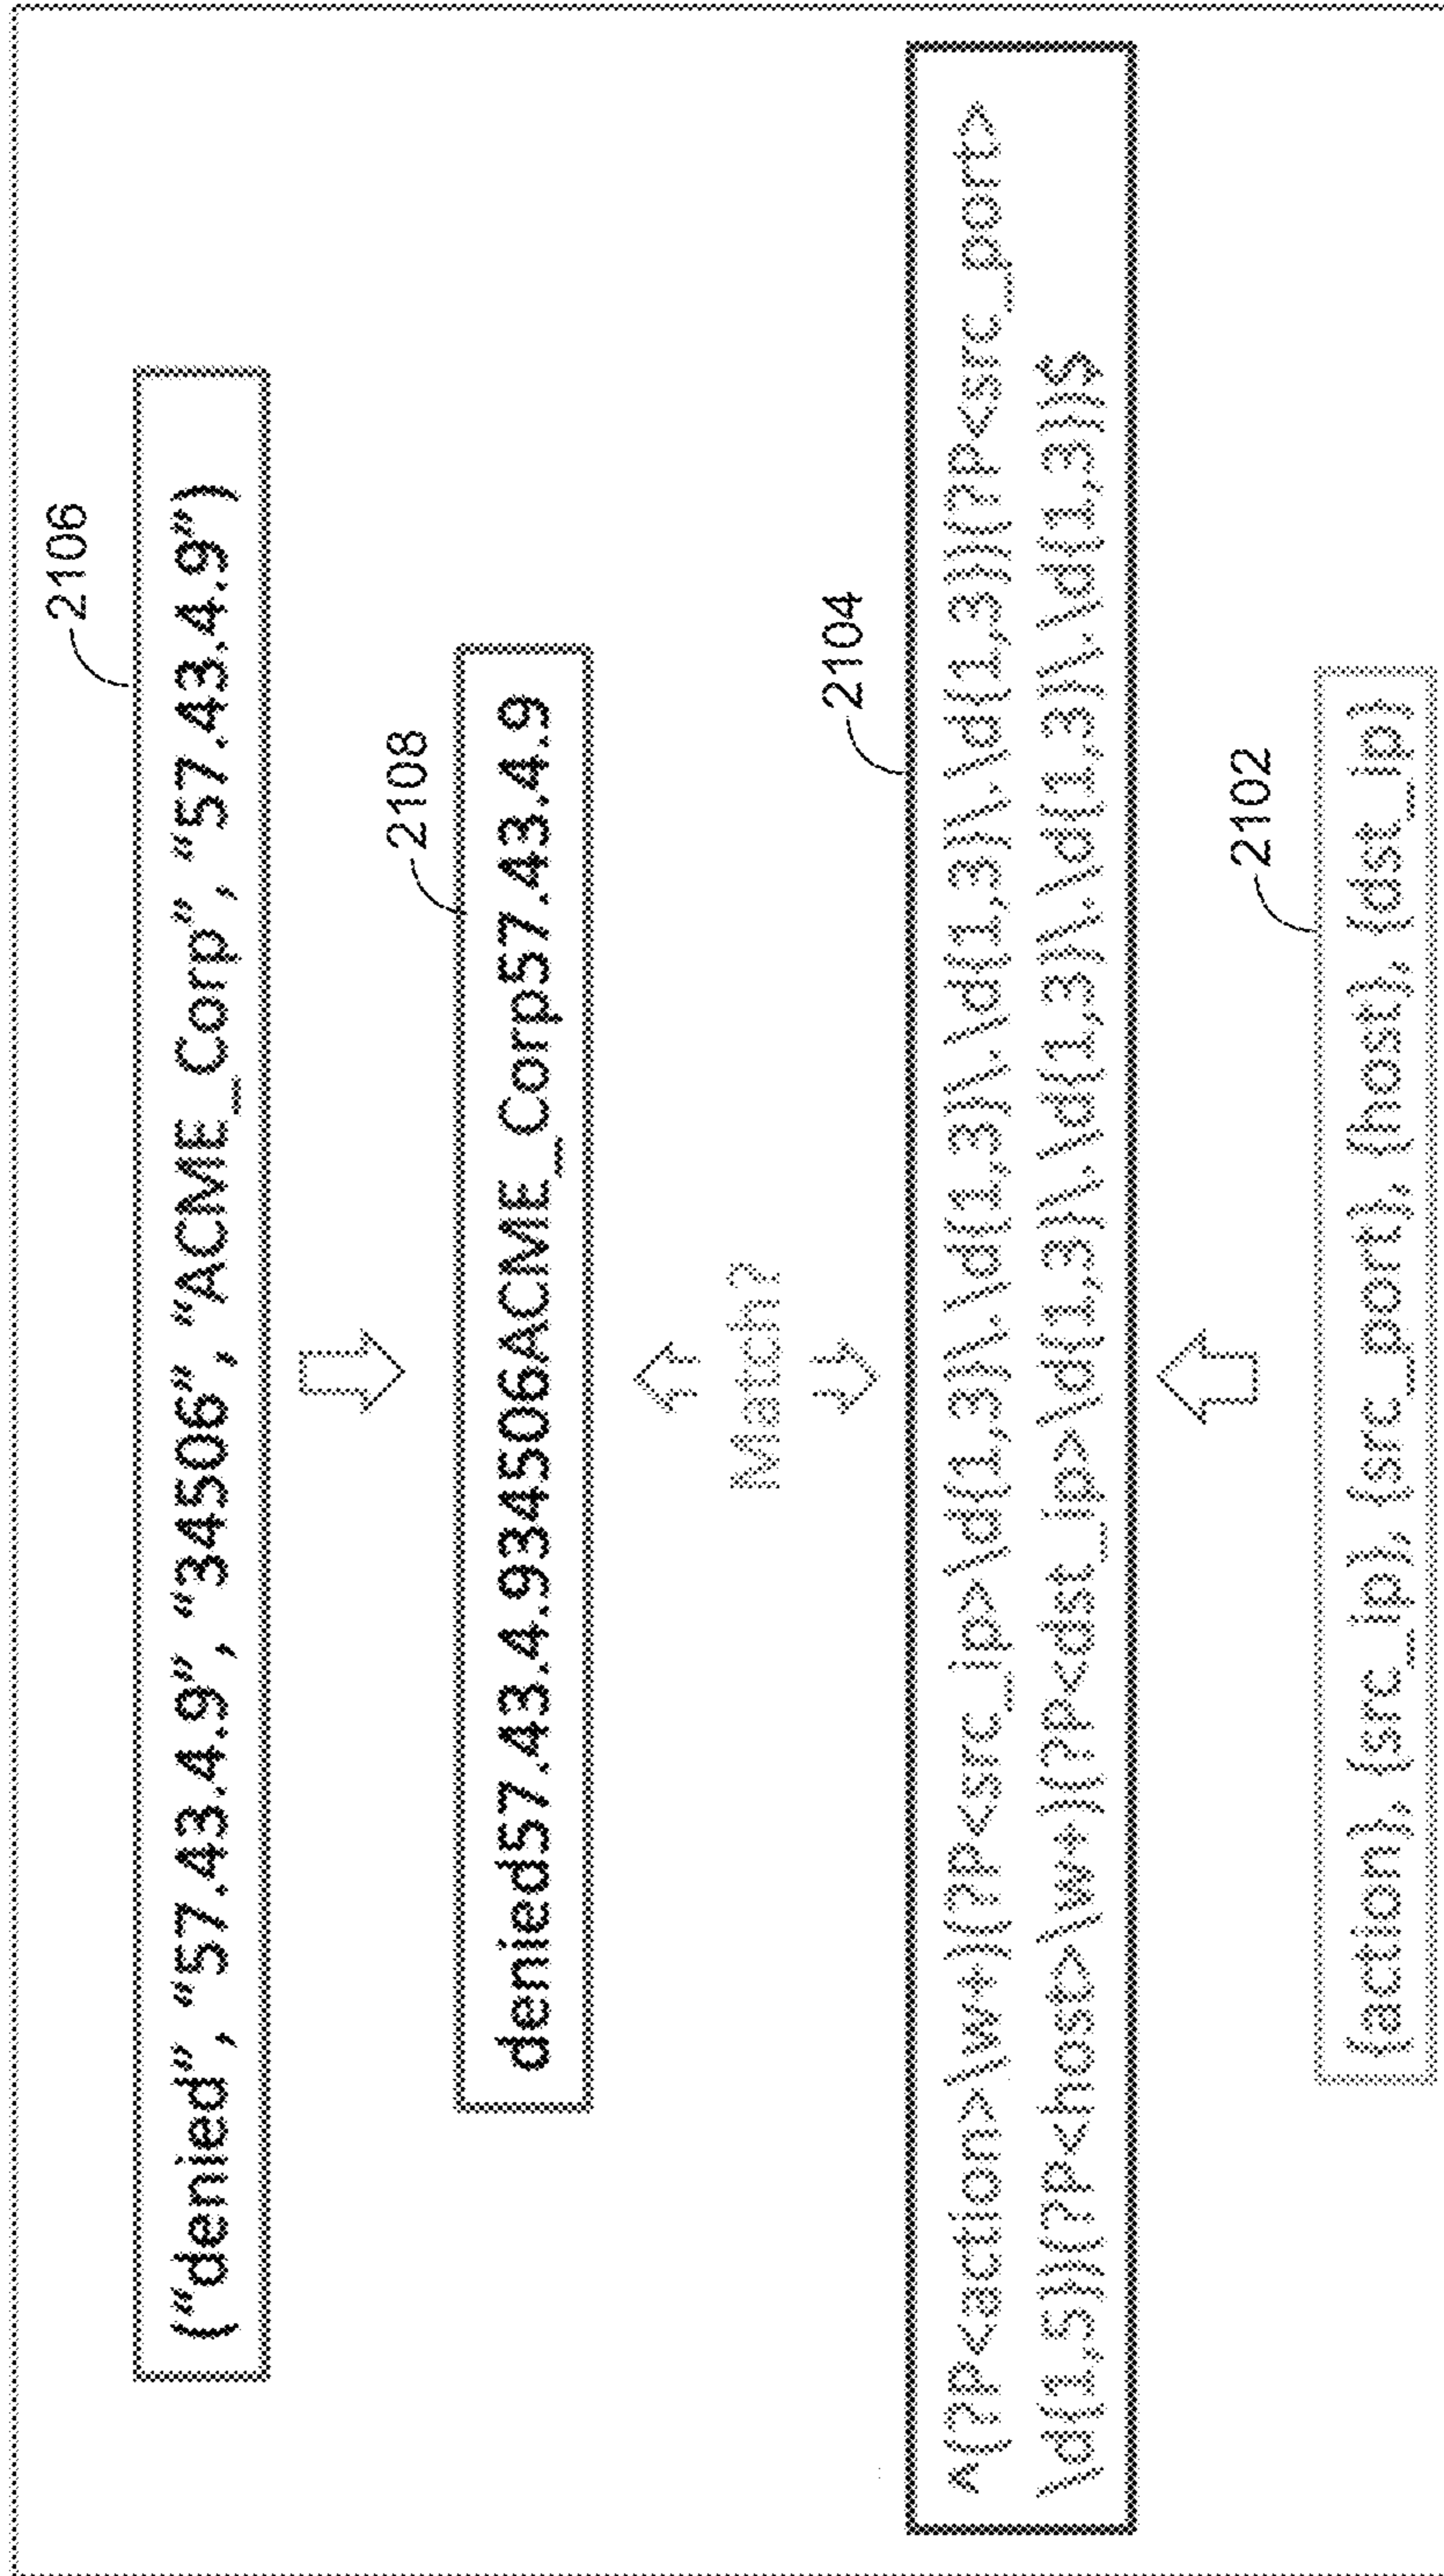 2106
("denied", "57.43.4.9", "34506", "ACME_Corp", "57.43.4.9")
2108
denied57.43.4.934506ACME_Corp57.43.4.9
Match?
2104
^(?P<action>\w+)(?P<src_ip>\d{1,3}\.\d{1,3}\.\d{1,3}\.\d{1,3})(?P<src_port>
\d{1,5})(?P<host>\w+)(?P<dst_ip>\d{1,3}\.\d{1,3}\.\d{1,3}\.\d{1,3})$
2102
{action}, {src_ip}, {src_port}, {host}, {dst_ip}